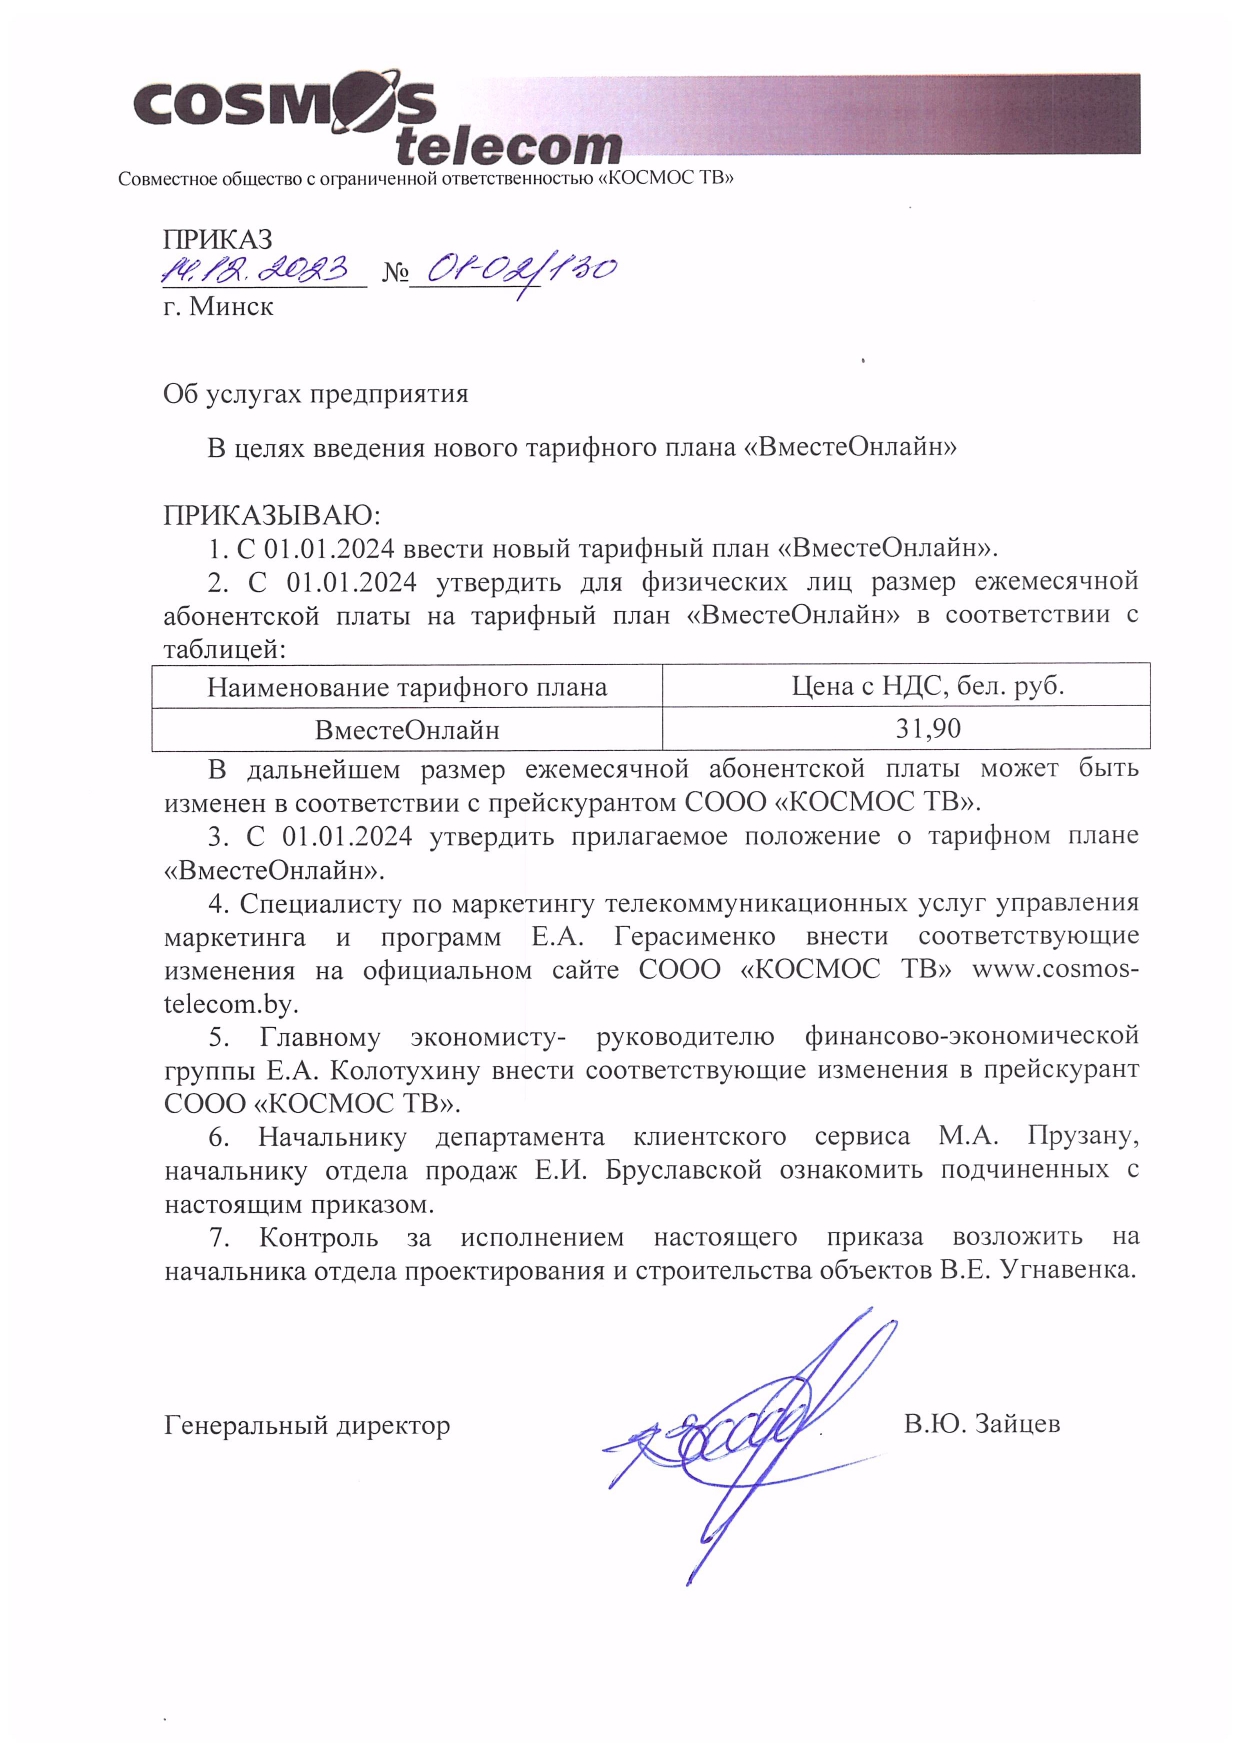 cosmos
telecom
Совместное общество с ограниченной ответственностью «КОСМОС ТВ»
ПРИКАЗ
14.12.2023 № 01-02/130
г. Минск
Об услугах предприятия
В целях введения нового тарифного плана «ВместеОнлайн»
ПРИКАЗЫВАЮ:
1. С 01.01.2024 ввести новый тарифный план «ВместеОнлайн».
2. С 01.01.2024 утвердить для физических лиц размер ежемесячной
абонентской платы на тарифный план «ВместеОнлайн» в соответствии с
таблицей:
Наименование тарифного плана Цена с НДС, бел. руб.
ВместеОнлайн 31,90
В дальнейшем размер ежемесячной абонентской платы может быть
изменен в соответствии с прейскурантом СООО «КОСМОС ТВ».
3. С 01.01.2024 утвердить прилагаемое положение о тарифном плане
«ВместеОнлайн».
4. Специалисту по маркетингу телекоммуникационных услуг управления
маркетинга и программ Е.А. Герасименко внести соответствующие
изменения на официальном сайте СООО «КОСМОС ТВ» www.cosmos-
telecom.by.
5. Главному экономисту- руководителю финансово-экономической
группы Е.А. Колотухину внести соответствующие изменения в прейскурант
СООО «КОСМОС ТВ».
6. Начальнику департамента клиентского сервиса М.А. Прузану,
начальнику отдела продаж Е.И. Бруславской ознакомить подчиненных с
настоящим приказом.
7. Контроль за исполнением настоящего приказа возложить на
начальника отдела проектирования и строительства объектов В.Е. Угнавенка.
Генеральный директор В.Ю. Зайцев